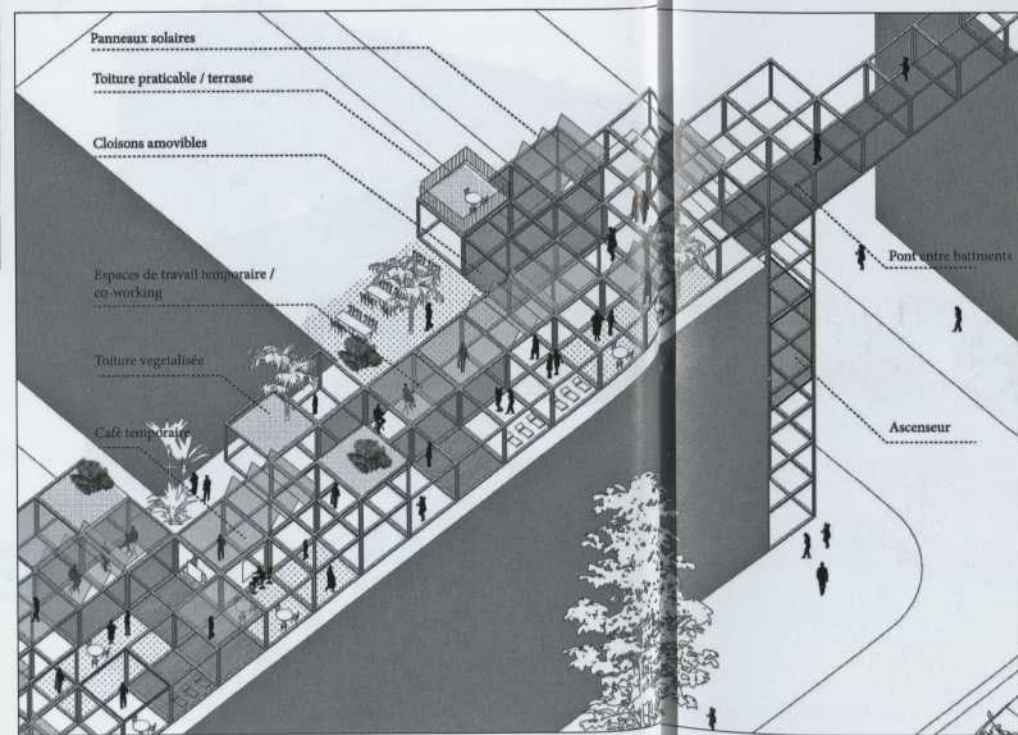 Panneaux solaires
Toiture praticable / terrasse
Cloisons amovibles
Espaces de travail temporaire /
co-working
Toiture vegetalisée
Café temporaire
Pont entre batiments
Ascenseur